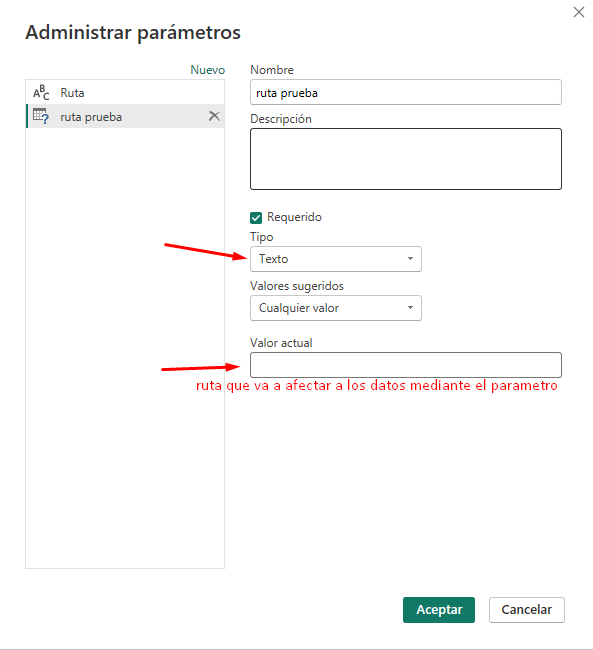 Administrar parámetros
Nuevo
ABC Ruta
ruta prueba
Nombre
ruta prueba
Descripción
Requerido
Tipo
Texto
Valores sugeridos
Cualquier valor
Valor actual
ruta que va a afectar a los datos mediante el parametro
Aceptar
Cancelar